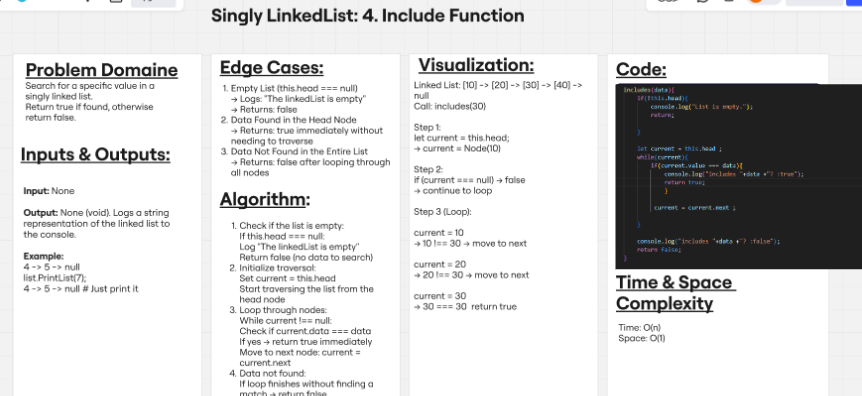 Singly LinkedList: 4. Include Function
Problem Domaine
Search for a specific value in a
singly linked list.
Return true if found, otherwise
return false.
Inputs & Outputs:
Input: None
Output: None (void). Logs a string
representation of the linked list to
the console.
Example:
4 -> 5 -> null
list.PrintList(7);
4 -> 5 -> null # Just print it
Edge Cases:
1. Empty List (this.head === null)
→ Logs: "The linkedList is empty"
→ Returns: false
2. Data Found in the Head Node
→ Returns: true immediately without
needing to traverse
3. Data Not Found in the Entire List
→ Returns: false after looping through
all nodes
Algorithm:
1. Check if the list is empty:
If this.head === null:
Log "The linkedList is empty"
Return false (no data to search)
2. Initialize traversal:
Set current = this.head
Start traversing the list from the
head node
3. Loop through nodes:
While current !== null:
Check if current.data === data
If yes → return true immediately
Move to next node: current =
current.next
4. Data not found:
If loop finishes without finding a
match → return false
Visualization:
Linked List: [10] -> [20] -> [30] -> [40] ->
null
Call: includes(30)
Step 1:
let current = this.head;
→ current = Node(10)
Step 2:
if (current === null) → false
→ continue to loop
Step 3 (Loop):
current = 10
→ 10 !== 30 → move to next
current = 20
→ 20 !== 30 → move to next
current = 30
→ 30 === 30 return true
Code:
includes(data){
if(!this.head){
console.log("List is empty.");
return;
}
let current = this.head ;
while(current){
if(current.value === data){
console.log("includes "+data +"? :true");
return true;
}
current = current.next ;
}
console.log("includes "+data +"? :false");
return false;
}
Time & Space
Complexity
Time: O(n)
Space: O(1)